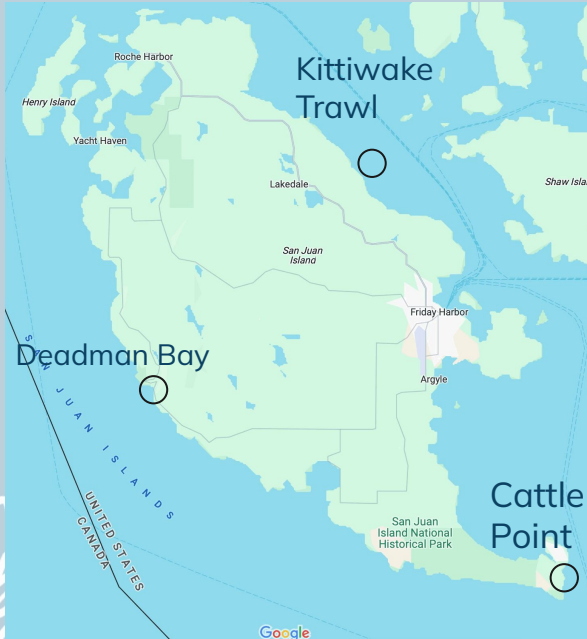 Roche Harbor
Kittiwake
Trawl
Henry Island
Yacht Haven
Lakedale
Shaw Isla
San Juan
Island
Friday Harbor
Deadman Bay
Argyle
SAN JUAN ISLANDS
UNITED STATES
CANADA
Cattle
Point
San Juan
Island National
Historical Park
Google